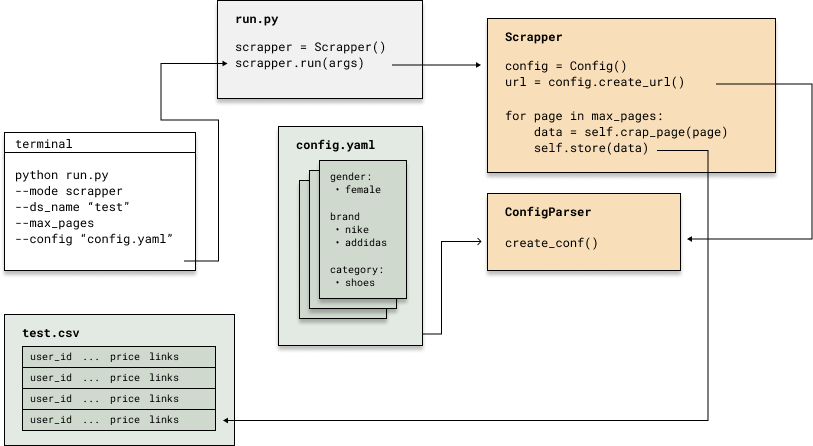 run.py
scrapper = Scrapper()
scrapper.run(args)
Scrapper
config = Config()
url = config.create_url()
for page in max_pages:
data = self.crap_page(page)
self.store(data)
terminal
python run.py
--mode scrapper
--ds_name “test”
--max_pages
--config “config.yaml”
config.yaml
gender:
• female
brand
• nike
• addidas
category:
• shoes
ConfigParser
create_conf()
test.csv
user_id ... price links
user_id ... price links
user_id ... price links
user_id ... price links